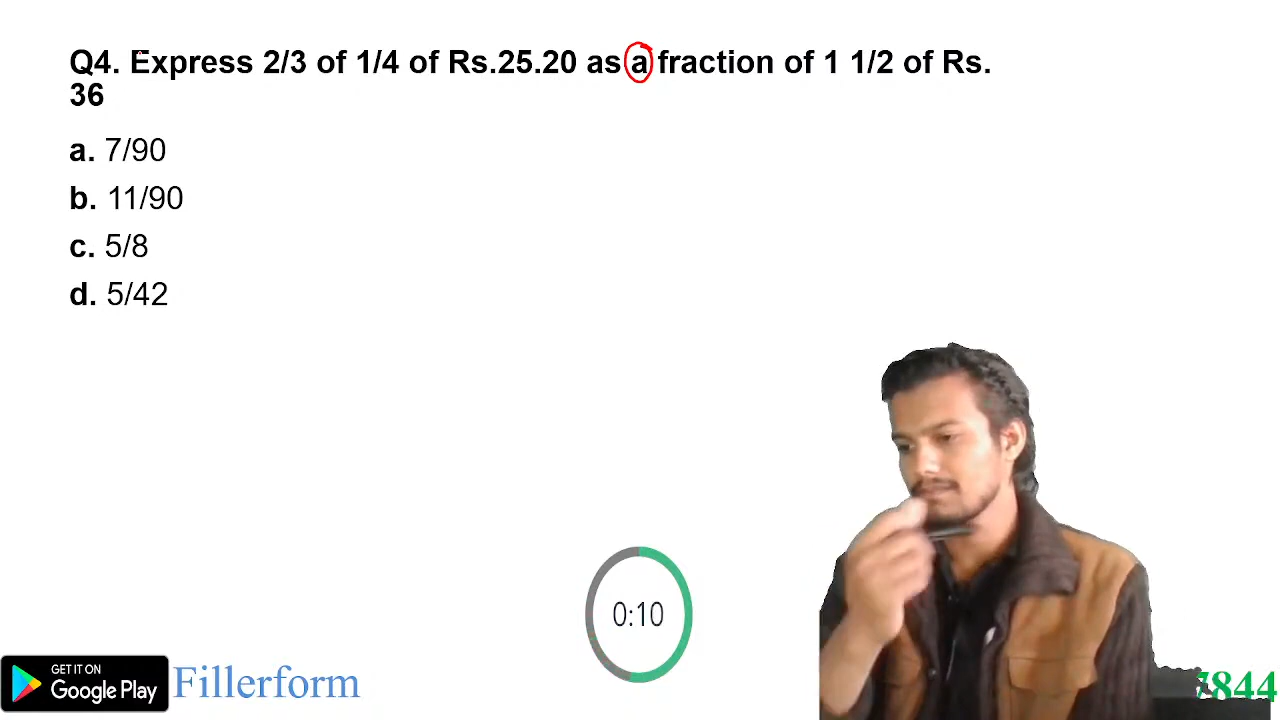 Q4. Express 2/3 of 1/4 of Rs.25.20 as a fraction of 1 1/2 of Rs.
36
a. 7/90
b. 11/90
c. 5/8
d. 5/42
0:10
GET IT ON
Google Play
Fillerform
7844